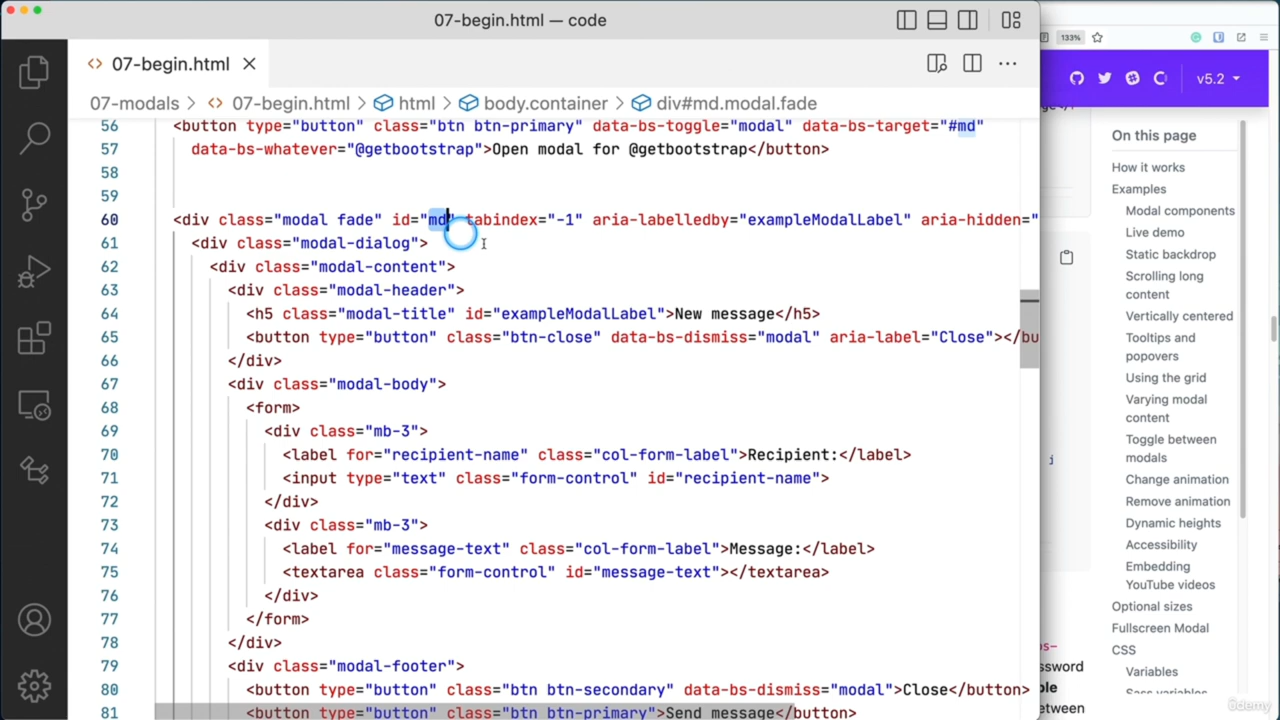 07-begin.html — code
07-begin.html
07-modals > 07-begin.html > html > body.container > div#md.modal.fade
56 <button type="button" class="btn btn-primary" data-bs-toggle="modal" data-bs-target="#md"
57 data-bs-whatever="@getbootstrap">Open modal for @getbootstrap</button>
58
59
60 <div class="modal fade" id="md" tabindex="-1" aria-labelledby="exampleModalLabel" aria-hidden="
61 <div class="modal-dialog">
62 <div class="modal-content">
63 <div class="modal-header">
64 <h5 class="modal-title" id="exampleModalLabel">New message</h5>
65 <button type="button" class="btn-close" data-bs-dismiss="modal" aria-label="Close"></bu
66 </div>
67 <div class="modal-body">
68 <form>
69 <div class="mb-3">
70 <label for="recipient-name" class="col-form-label">Recipient:</label>
71 <input type="text" class="form-control" id="recipient-name">
72 </div>
73 <div class="mb-3">
74 <label for="message-text" class="col-form-label">Message:</label>
75 <textarea class="form-control" id="message-text"></textarea>
76 </div>
77 </form>
78 </div>
79 <div class="modal-footer">
80 <button type="button" class="btn btn-secondary" data-bs-dismiss="modal">Close</button>
81 <button type="button" class="btn btn-primary">Send message</button>
133%
v5.2
On this page
How it works
Examples
Modal components
Live demo
Static backdrop
Scrolling long
content
Vertically centered
Tooltips and
popovers
Using the grid
Varying modal
content
Toggle between
modals
Change animation
Remove animation
Dynamic heights
Accessibility
Embedding
YouTube videos
Optional sizes
Fullscreen Modal
CSS
Variables
Sass variables
i
os-
ssword
ble
etween
ûdemy